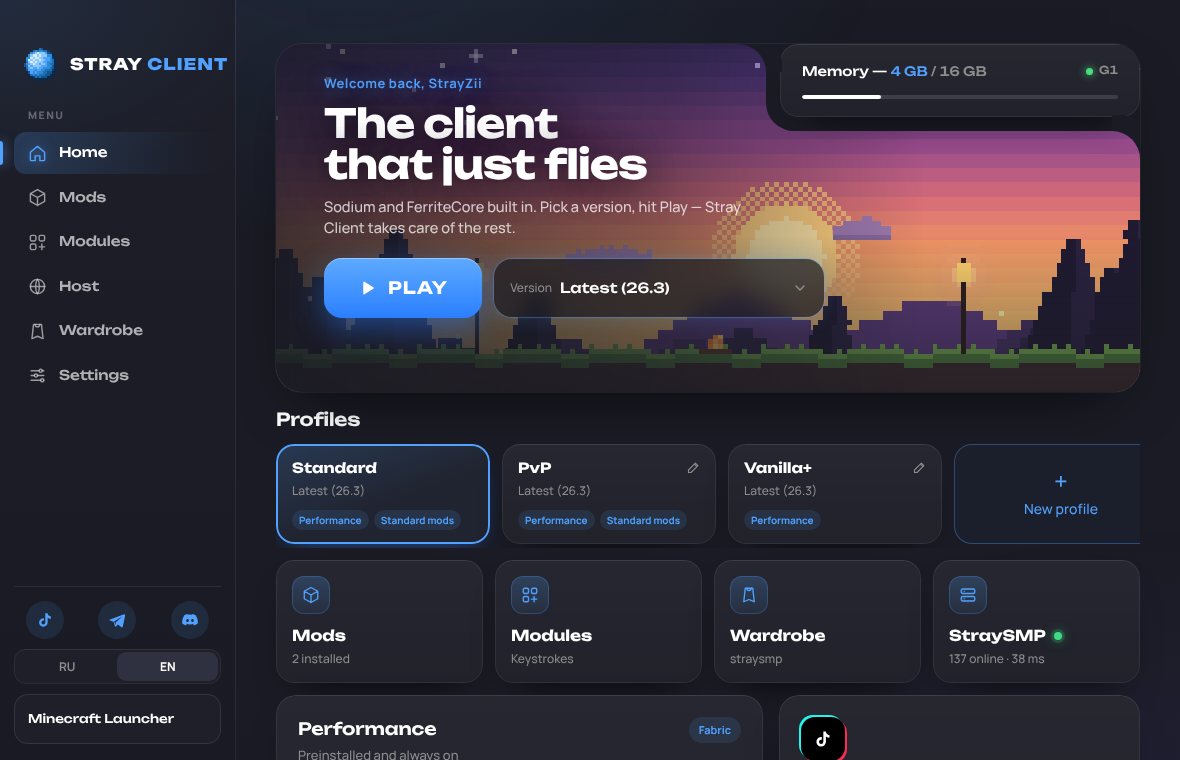 STRAY CLIENT
MENU
Home
Mods
Modules
Host
Wardrobe
Settings
RU
EN
Minecraft Launcher
Welcome back, StrayZii
The client
that just flies
Sodium and FerriteCore built in. Pick a version, hit Play — Stray
Client takes care of the rest.
PLAY
Version Latest (26.3)
Memory — 4 GB / 16 GB
G1
Profiles
Standard
Latest (26.3)
Performance
Standard mods
PvP
Latest (26.3)
Performance
Standard mods
Vanilla+
Latest (26.3)
Performance
+
New profile
Mods
2 installed
Modules
Keystrokes
Wardrobe
straysmp
StraySMP
137 online · 38 ms
Performance
Fabric
Preinstalled and always on